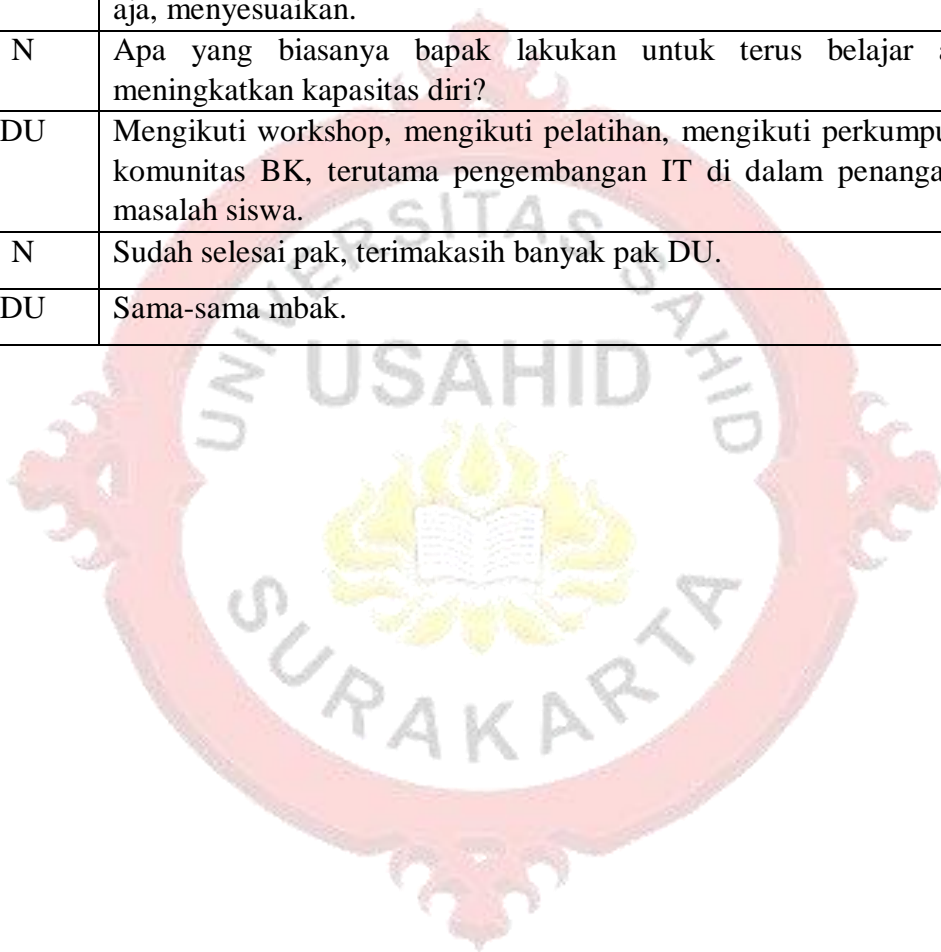 aja, menyesuaikan.
N Apa yang biasanya bapak lakukan untuk terus belajar
meningkatkan kapasitas diri?
DU Mengikuti workshop, mengikuti pelatihan, mengikuti
komunitas BK, terutama pengembangan IT di dalam
masalah siswa.
N Sudah selesai pak, terimakasih banyak pak DU.
DU Sama-sama mbak.
UNIVERSITAS SAHID
USAHID
SURAKARTA